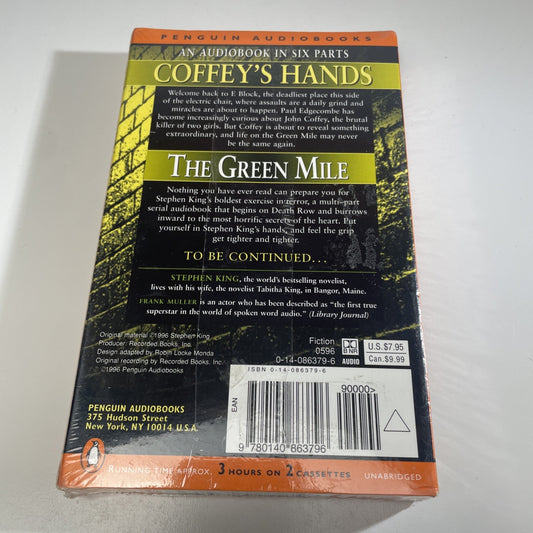 PENGUIN AUDIOBOOKS
AN AUDIOBOOK IN SIX PARTS
COFFEY'S HANDS
Welcome back to E Block, the deadliest place this side
of the electric chair, where assaults are a daily grind and
miracles are about to happen. Paul Edgecombe has
become increasingly curious about John Coffey, the brutal
killer of two girls. But Coffey is about to reveal something
extraordinary, and life on the Green Mile may never
be the same again.
THE GREEN MILE
Nothing you have ever read can prepare you for
Stephen King's boldest exercise in terror, a multi-part
serial audiobook that begins on Death Row and burrows
inward to the most horrific secrets of the heart. Put
yourself in Stephen King's hands, and feel the grip
get tighter and tighter.
TO BE CONTINUED...
STEPHEN KING, the world's bestselling novelist,
lives with his wife, the novelist Tabitha King, in Bangor, Maine.
FRANK MULLER is an actor who has been described as "the first true
superstar in the world of spoken word audio." (Library Journal)
Original material ©1996 Stephen King
Producer: Recorded Books, Inc.
Design adapted by Robin Locke Monda
Original recording by Recorded Books, Inc.
©1996 Penguin Audiobooks
Fiction
0596
0-14-086379-6
B NR
AUDIO
U.S.$7.95
Can.$9.99
ISBN 0-14-086379-6
90000>
EAN
9 780140 863796
PENGUIN AUDIOBOOKS
375 Hudson Street
New York, NY 10014 U.S.A.
RUNNING TIME APPROX. 3 HOURS ON 2 CASSETTES UNABRIDGED